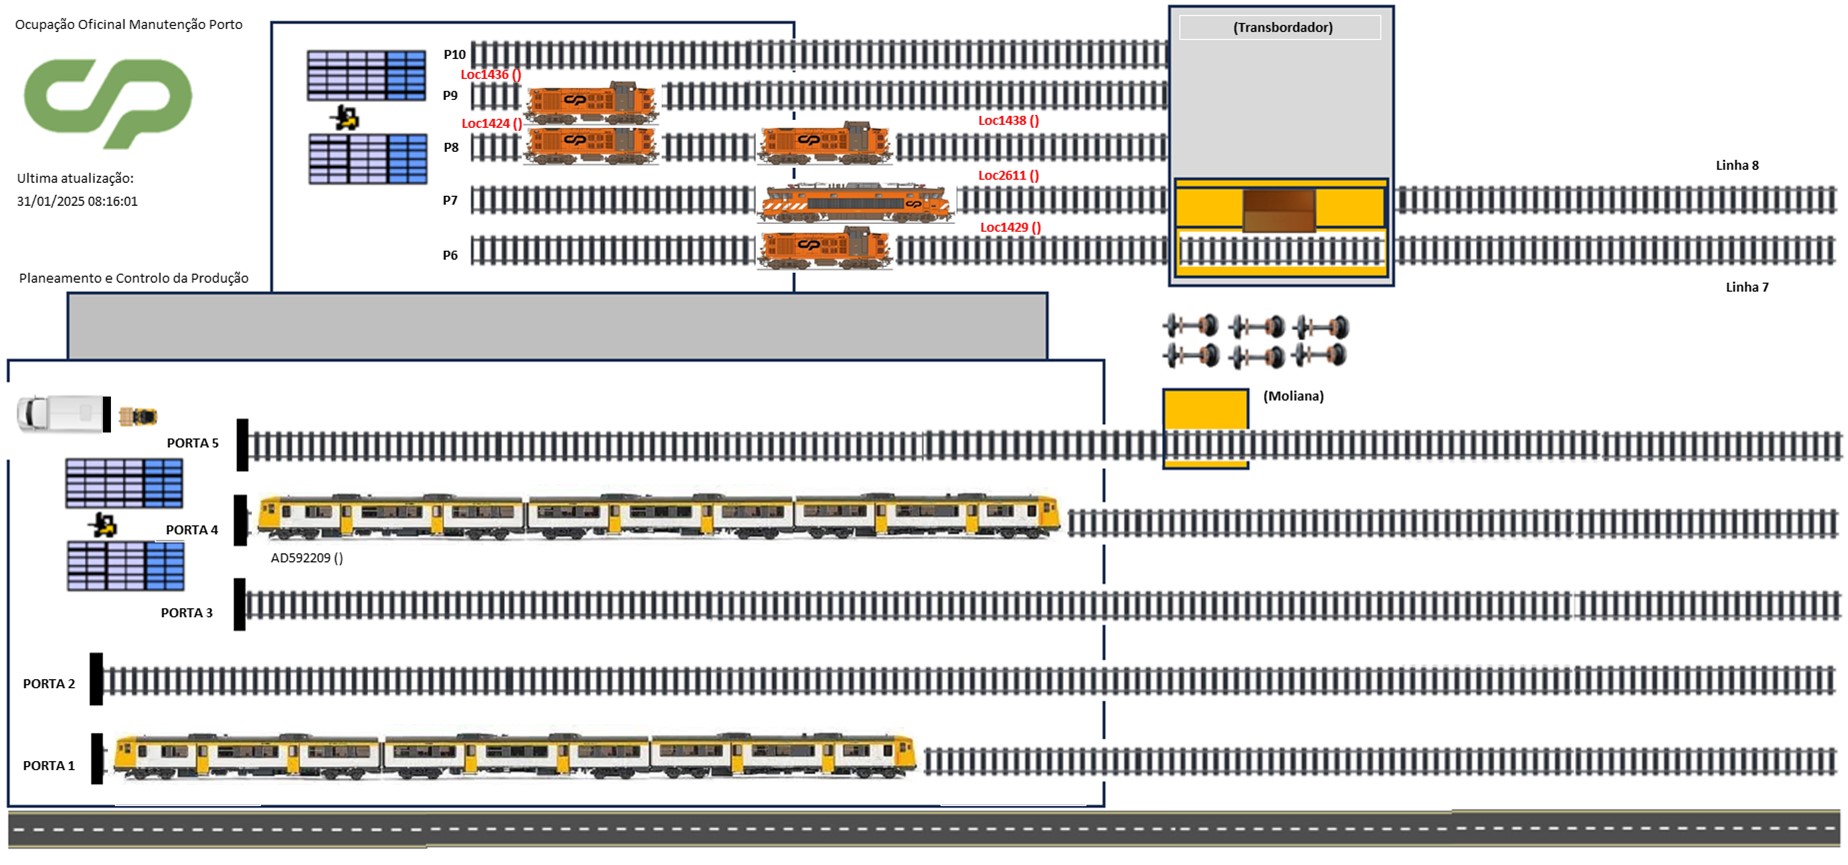 Ocupação Oficinal Manutenção Porto
(Transbordador)
P10
Loc1436 ()
P9
Loc1424 ()
Loc1438 ()
P8
Linha 8
Ultima atualização:
31/01/2025 08:16:01
Loc2611 ()
P7
Loc1429 ()
P6
Planeamento e Controlo da Produção
Linha 7
(Moliana)
PORTA 5
PORTA 4
AD592209 ()
PORTA 3
PORTA 2
PORTA 1